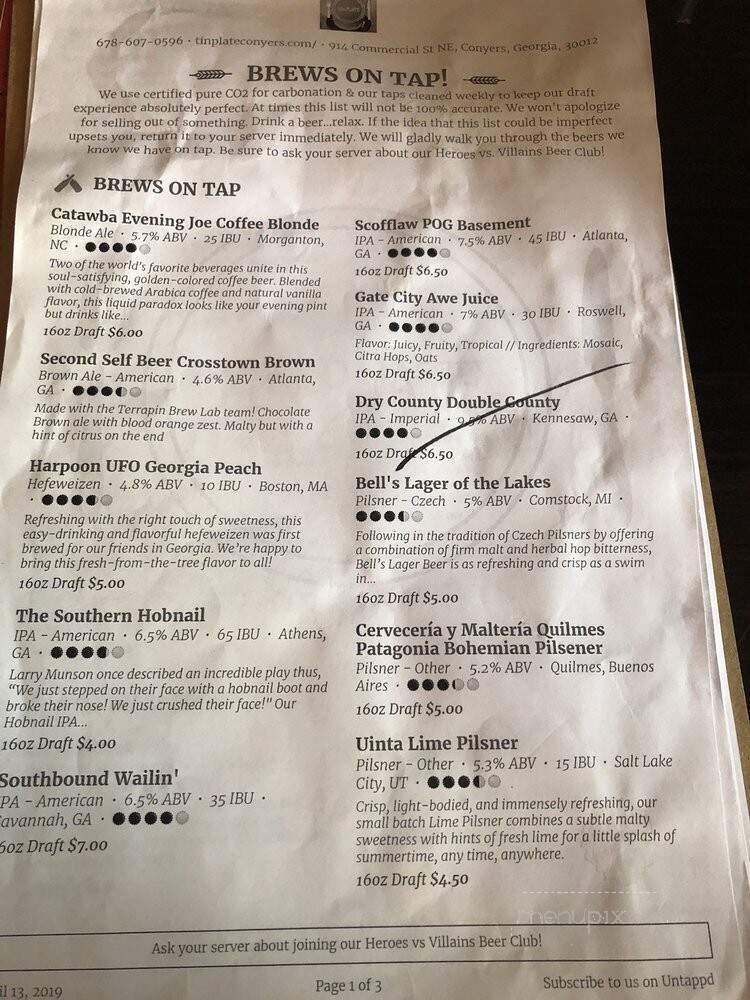 678-607-0596 · tinplateconyers.com/ · 914 Commercial St NE, Conyers, Georgia, 30012
BREWS ON TAP!
We use certified pure CO2 for carbonation & our taps cleaned weekly to keep our draft
experience absolutely perfect. At times this list will not be 100% accurate. We won't apologize
for selling out of something. Drink a beer...relax. If the idea that this list could be imperfect
upsets you, return it to your server immediately. We will gladly walk you through the beers we
know we have on tap. Be sure to ask your server about our Heroes vs. Villains Beer Club!
BREWS ON TAP
Catawba Evening Joe Coffee Blonde
Blonde Ale · 5.7% ABV · 25 IBU · Morganton,
NC ·
Two of the world's favorite beverages unite in this
soul-satisfying, golden-colored coffee beer. Blended
with cold-brewed Arabica coffee and natural vanilla
flavor, this liquid paradox looks like your evening pint
but drinks like...
16oz Draft $6.00
Second Self Beer Crosstown Brown
Brown Ale - American · 4.6% ABV · Atlanta,
GA ·
Made with the Terrapin Brew Lab team! Chocolate
Brown ale with blood orange zest. Malty but with a
hint of citrus on the end
Harpoon UFO Georgia Peach
Hefeweizen · 4.8% ABV · 10 IBU · Boston, MA
·
Refreshing with the right touch of sweetness, this
easy-drinking and flavorful hefeweizen was first
brewed for our friends in Georgia. We're happy to
bring this fresh-from-the-tree flavor to all!
16oz Draft $5.00
The Southern Hobnail
IPA - American · 6.5% ABV · 65 IBU · Athens,
GA ·
Larry Munson once described an incredible play thus,
"We just stepped on their face with a hobnail boot and
broke their nose! We just crushed their face!" Our
Hobnail IPA...
16oz Draft $4.00
Southbound Wailin'
PA - American · 6.5% ABV · 35 IBU ·
avannah, GA ·
6oz Draft $7.00
Scofflaw POG Basement
IPA - American · 7.5% ABV · 45 IBU · Atlanta,
GA ·
16oz Draft $6.50
Gate City Awe Juice
IPA - American · 7% ABV · 30 IBU · Roswell,
GA ·
Flavor: Juicy, Fruity, Tropical // Ingredients: Mosaic,
Citra Hops, Oats
16oz Draft $6.50
Dry County Double County
IPA - Imperial · 9.5% ABV · Kennesaw, GA ·
16oz Draft $6.50
Bell's Lager of the Lakes
Pilsner - Czech · 5% ABV · Comstock, MI ·
Following in the tradition of Czech Pilsners by offering
a combination of firm malt and herbal hop bitterness,
Bell's Lager Beer is as refreshing and crisp as a swim
in...
16oz Draft $5.00
Cervecería y Maltería Quilmes
Patagonia Bohemian Pilsener
Pilsner - Other · 5.2% ABV · Quilmes, Buenos
Aires ·
16oz Draft $5.00
Uinta Lime Pilsner
Pilsner - Other · 5.3% ABV · 15 IBU · Salt Lake
City, UT ·
Crisp, light-bodied, and immensely refreshing, our
small batch Lime Pilsner combines a subtle malty
sweetness with hints of fresh lime for a little splash of
summertime, any time, anywhere.
16oz Draft $4.50
menupix
Ask your server about joining our Heroes vs Villains Beer Club!
il 13, 2019
Page 1 of 3
Subscribe to us on Untappd